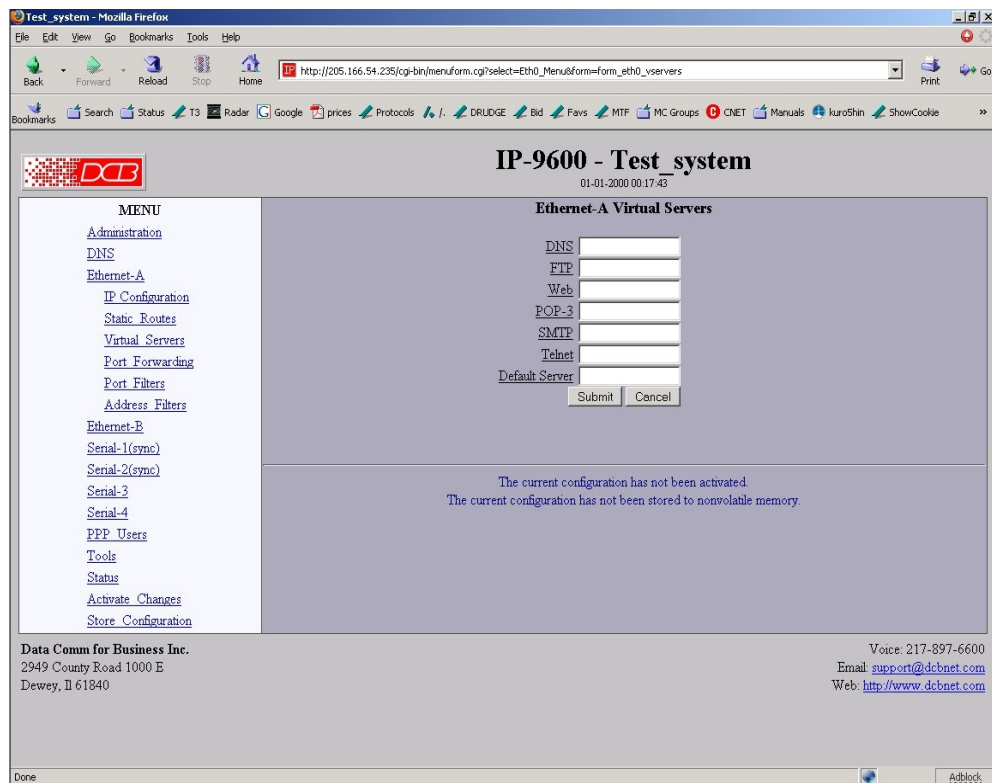 Test_system - Mozilla Firefox
File Edit View Go Bookmarks Tools Help
Back Forward Reload Stop Home IP http://205.166.54.235/cgi-bin/menuform.cgi?select=Eth0_Menu&form=form_eth0_vservers Print Go
Bookmarks Search Status T3 Radar Google prices Protocols /. DRUDGE Bid Favs MTF MC Groups CNET Manuals kuro5hin ShowCookie »
DCB
IP-9600 - Test_system
01-01-2000 00:17:43
MENU
Administration
DNS
Ethernet-A
IP Configuration
Static Routes
Virtual Servers
Port Forwarding
Port Filters
Address Filters
Ethernet-B
Serial-1(sync)
Serial-2(sync)
Serial-3
Serial-4
PPP Users
Tools
Status
Activate Changes
Store Configuration
Ethernet-A Virtual Servers
DNS
FTP
Web
POP-3
SMTP
Telnet
Default Server
Submit Cancel
The current configuration has not been activated.
The current configuration has not been stored to nonvolatile memory.
Data Comm for Business Inc.
2949 County Road 1000 E
Dewey, Il 61840
Voice: 217-897-6600
Email: support@dcbnet.com
Web: http://www.dcbnet.com
Done Adblock